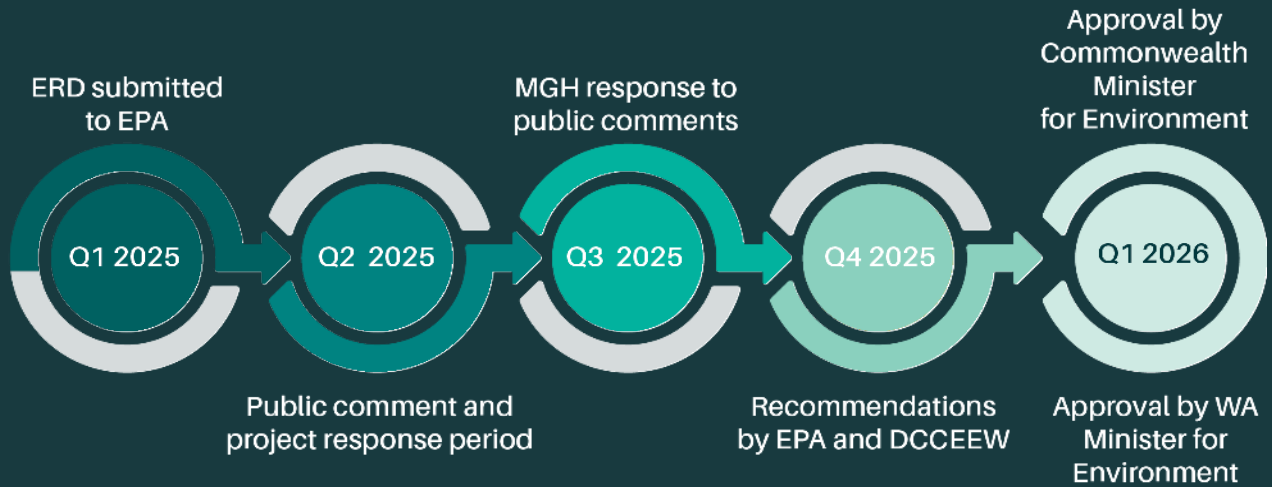 ERD submitted
to EPA
Q1 2025
Q2 2025
Public comment and
project response period
MGH response to
public comments
Q3 2025
Q4 2025
Recommendations
by EPA and DCCEEW
Approval by
Commonwealth
Minister
for Environment
Q1 2026
Approval by WA
Minister for
Environment